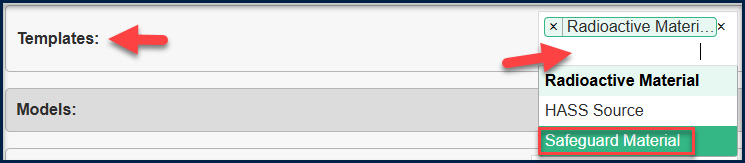 Templates:
× Radioactive Materi... ×
Radioactive Material
HASS Source
Models:
Safeguard Material